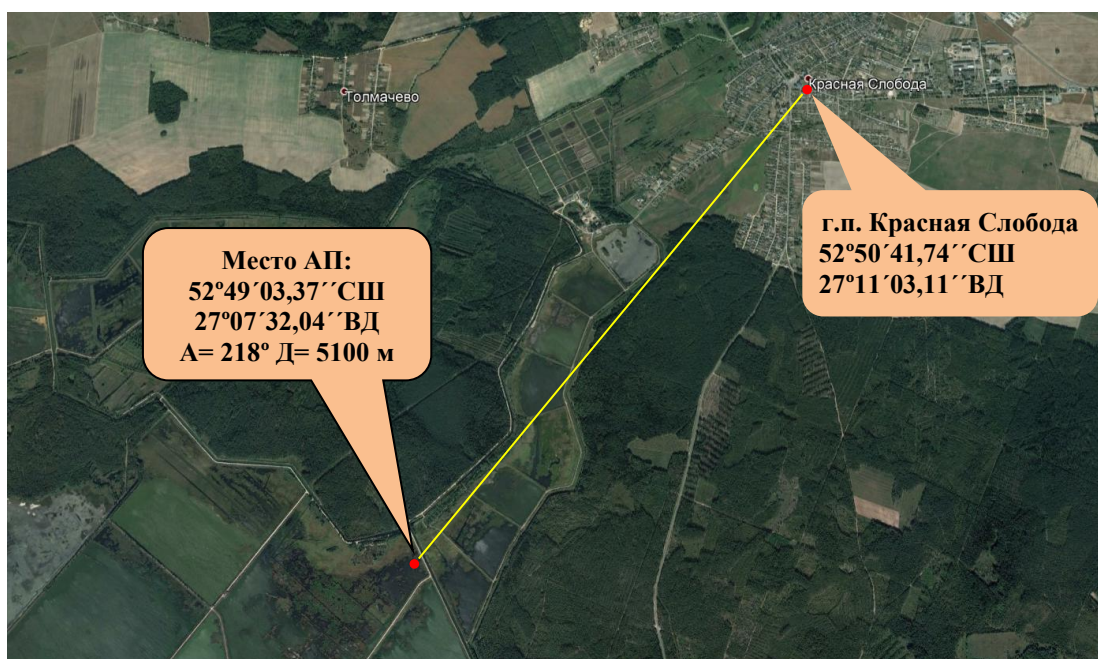 Толмачево
Красная Слобода
г.п. Красная Слобода
52º50´41,74´´СШ
27º11´03,11´´ВД
Место АП:
52º49´03,37´´СШ
27º07´32,04´´ВД
А= 218º Д= 5100 м